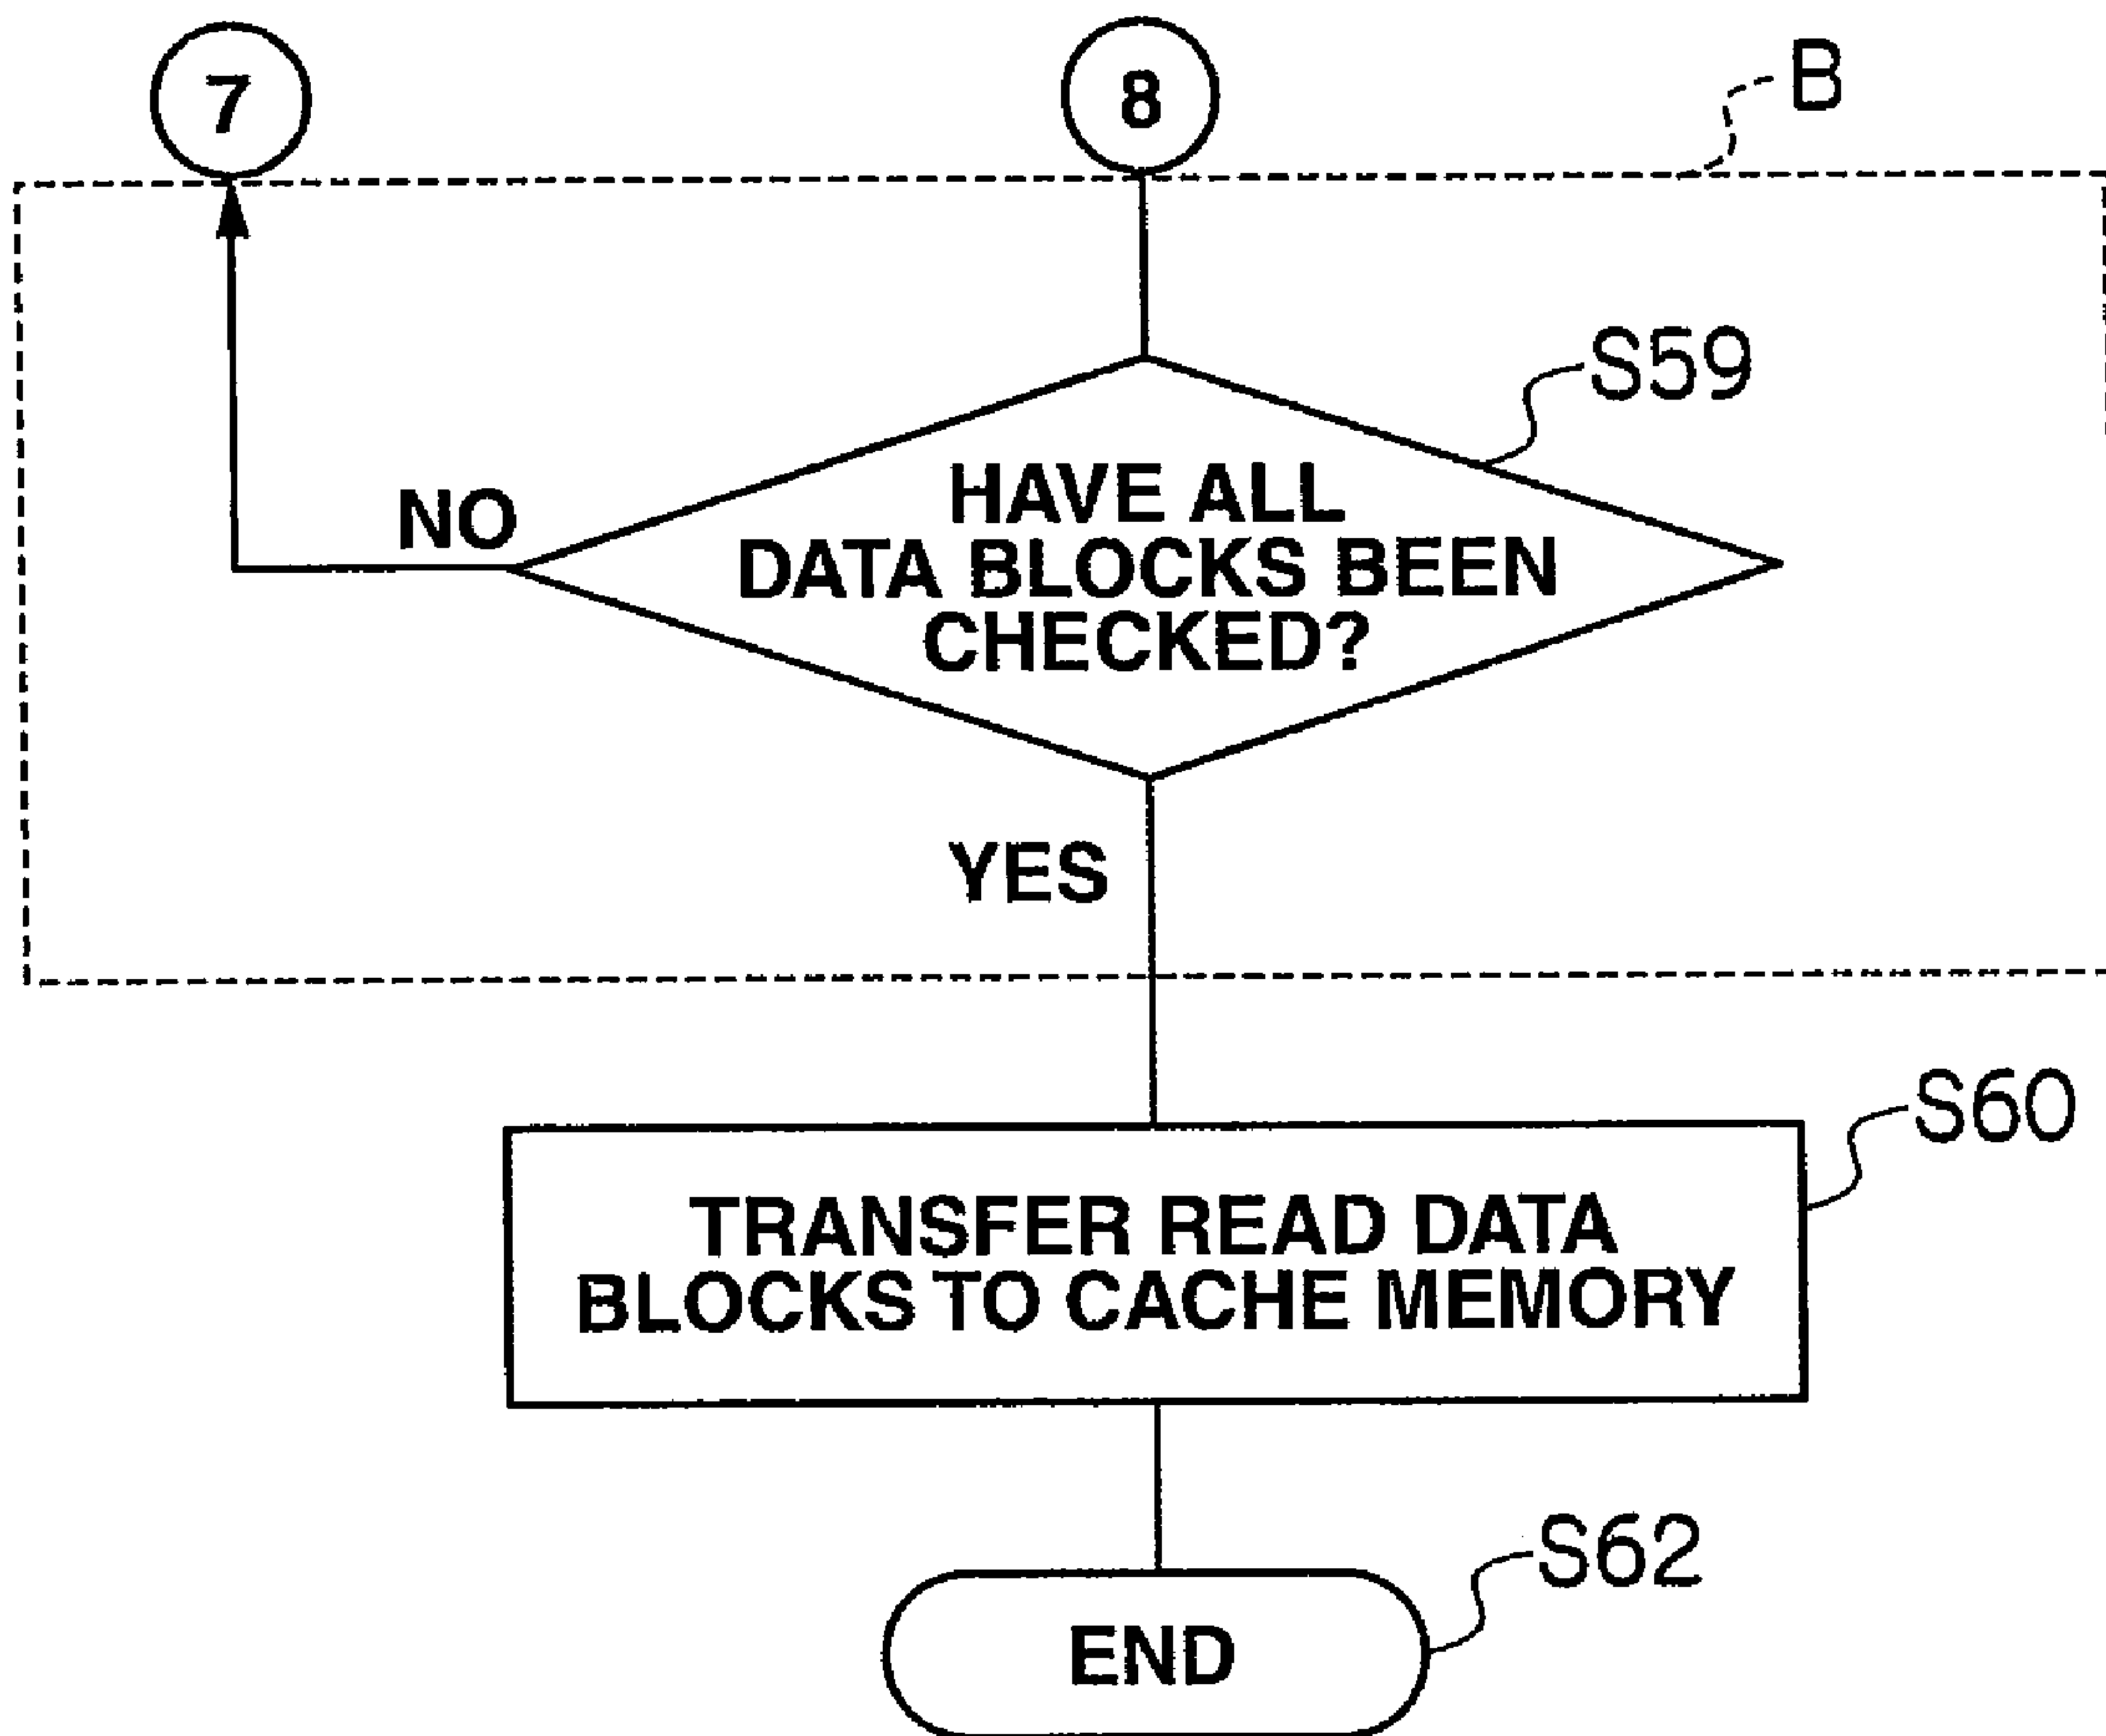 7
8
B
S59
HAVE ALL
DATA BLOCKS BEEN
CHECKED?
NO
YES
S60
TRANSFER READ DATA
BLOCKS TO CACHE MEMORY
S62
END